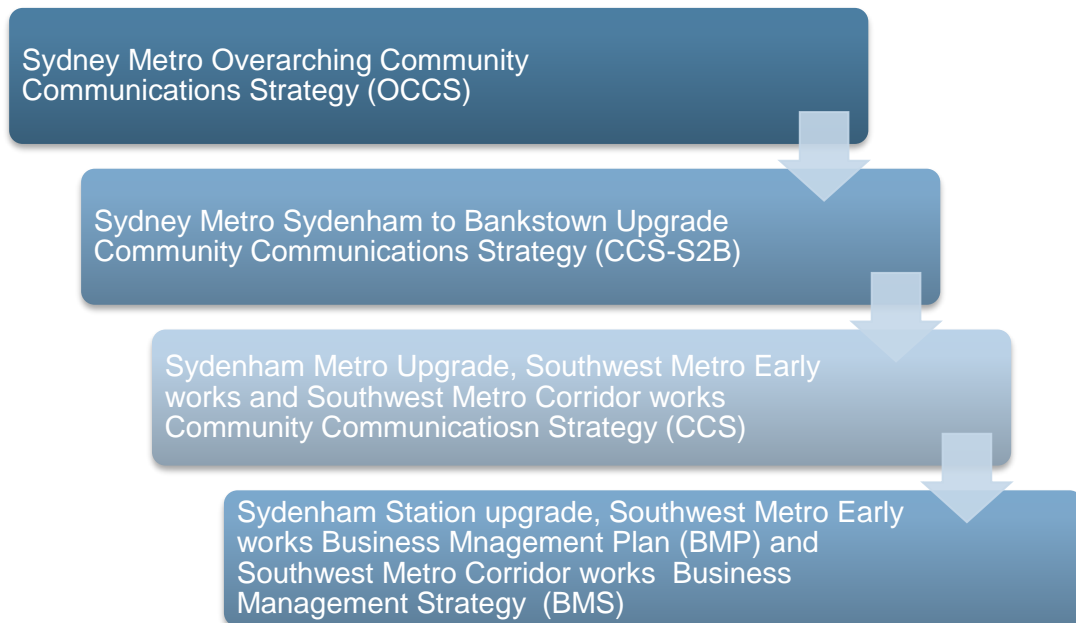 Sydney Metro Overarching Community
Communications Strategy (OCCS)
Sydney Metro Sydenham to Bankstown Upgrade
Community Communications Strategy (CCS-S2B)
Sydenham Metro Upgrade, Southwest Metro Early
works and Southwest Metro Corridor works
Community Communicatiosn Strategy (CCS)
Sydenham Station upgrade, Southwest Metro Early
works Business Mnagement Plan (BMP) and
Southwest Metro Corridor works  Business
Management Strategy  (BMS)